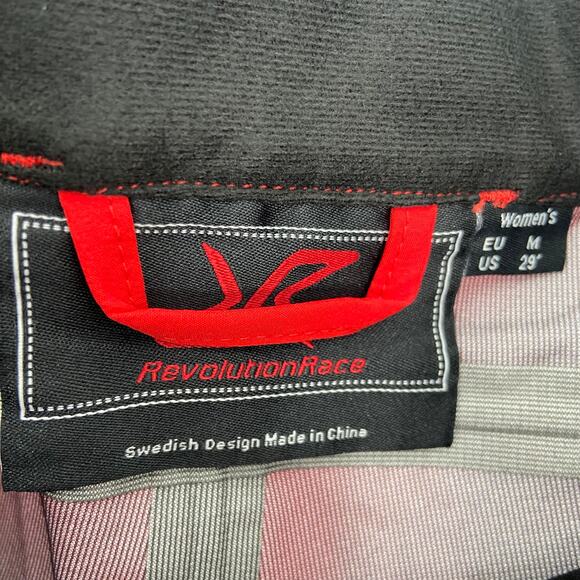 RevolutionRace
Swedish Design Made in China
Women's
EU M
US 29"